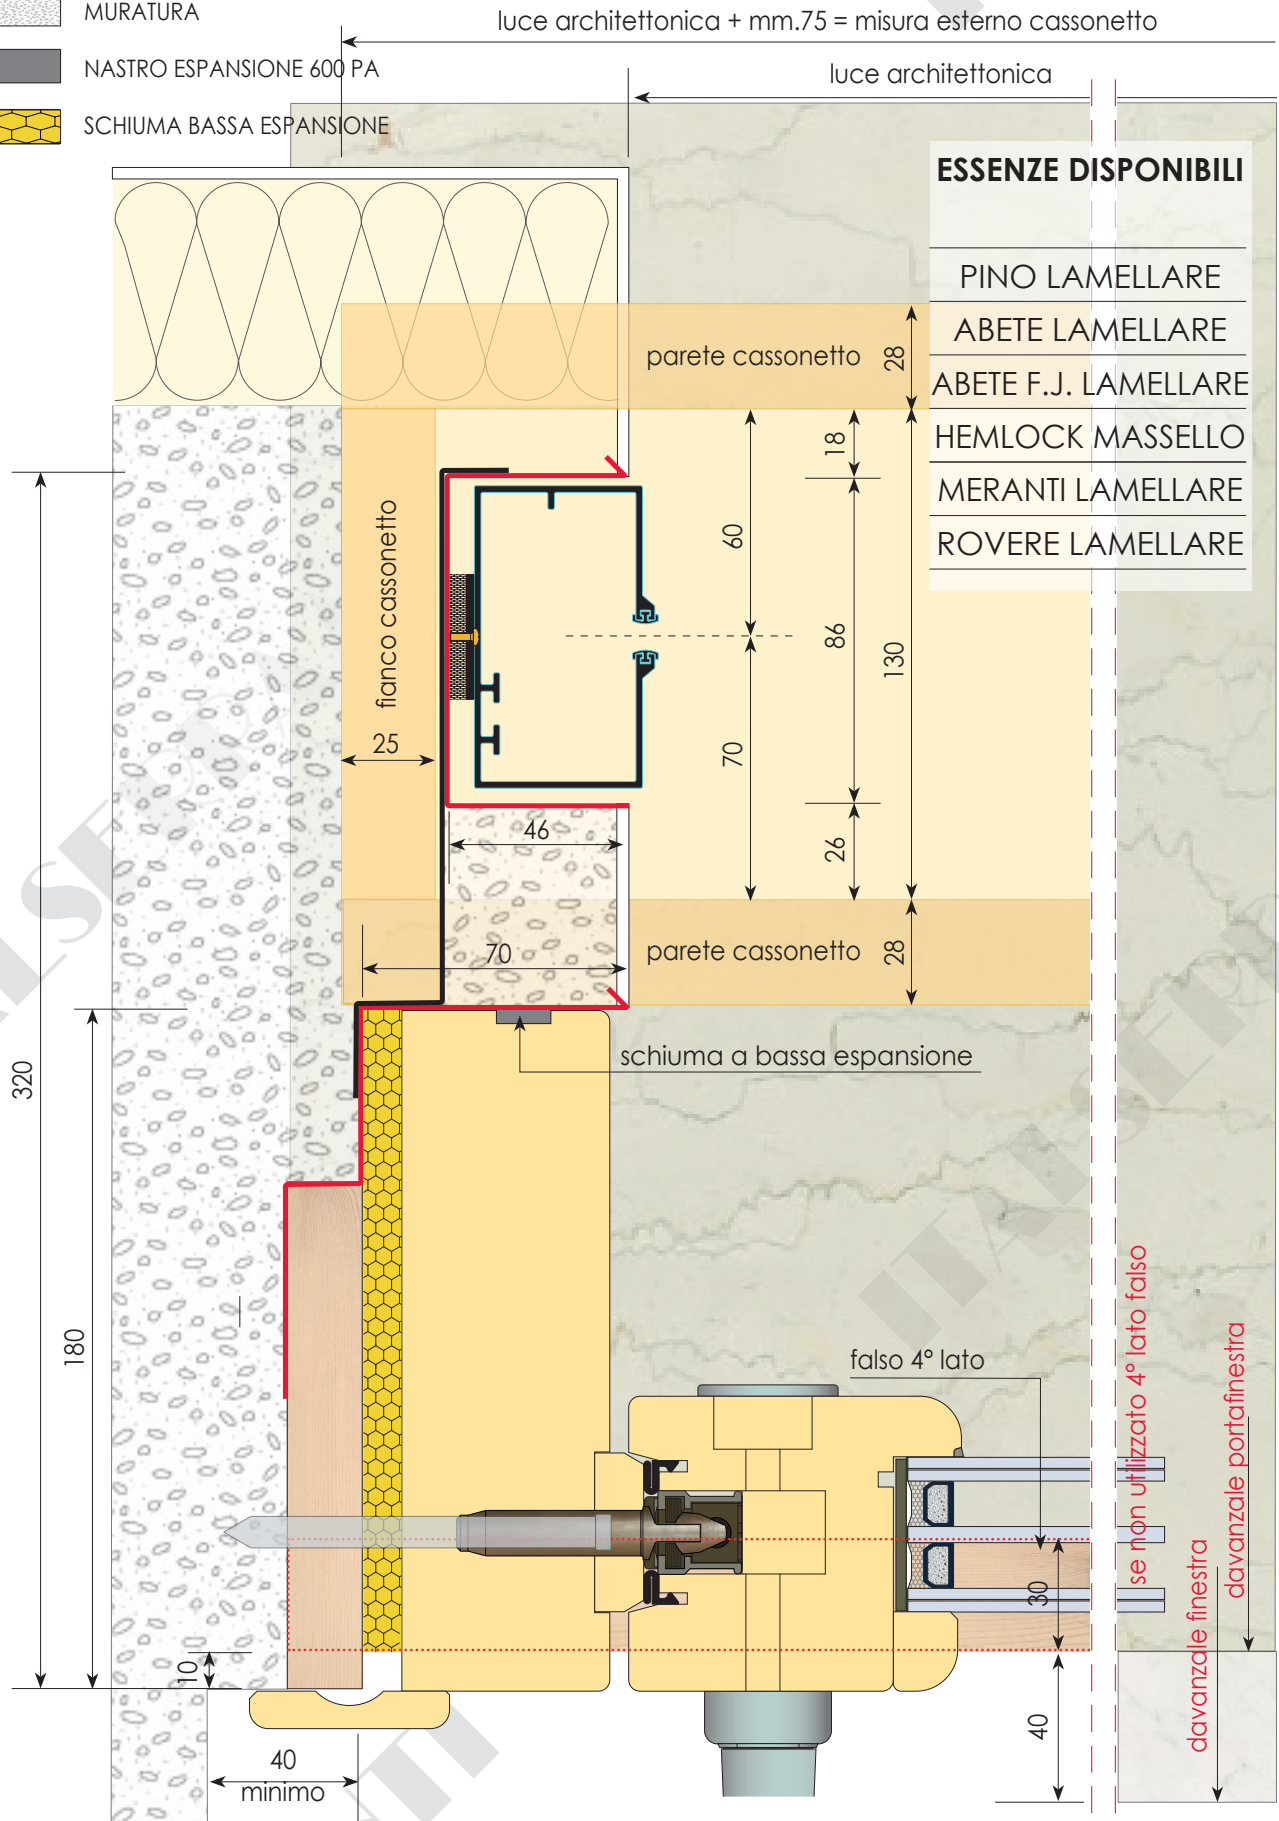 MURATURA
luce architettonica + mm.75 = misura esterno cassonetto
NASTRO ESPANSIONE 600 PA
luce architettonica
SCHIUMA BASSA ESPANSIONE
ESSENZE DISPONIBILI
PINO LAMELLARE
ABETE LAMELLARE
ABETE F.J. LAMELLARE
HEMLOCK MASSELLO
MERANTI LAMELLARE
ROVERE LAMELLARE
parete cassonetto
28
18
fianco cassonetto
60
86
130
25
70
46
26
70
parete cassonetto
28
schiuma a bassa espansione
320
180
falso 4° lato
se non utilizzato 4° lato falso
davanzale portafinestra
davanzale finestra
30
10
40
40
minimo
ITALSERRAMENTI